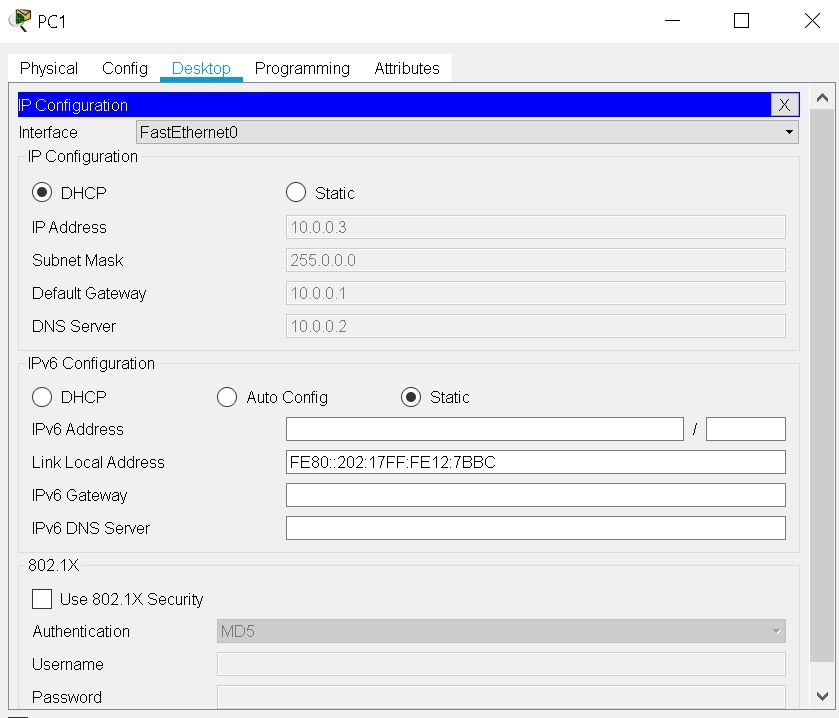 PC1
Physical Config Desktop Programming Attributes
IP Configuration X
Interface FastEthernet0
IP Configuration
DHCP Static
IP Address 10.0.0.3
Subnet Mask 255.0.0.0
Default Gateway 10.0.0.1
DNS Server 10.0.0.2
IPv6 Configuration
DHCP Auto Config Static
IPv6 Address /
Link Local Address FE80::202:17FF:FE12:7BBC
IPv6 Gateway
IPv6 DNS Server
802.1X
Use 802.1X Security
Authentication MD5
Username
Password